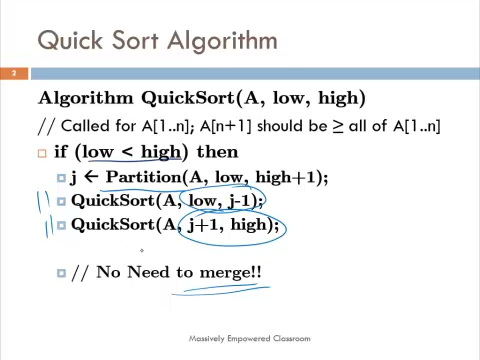 Quick Sort Algorithm
2
Algorithm QuickSort(A, low, high)
// Called for A[1..n]; A[n+1] should be ≥ all of A[1..n]
if (low < high) then
j ← Partition(A, low, high+1);
QuickSort(A, low, j-1);
QuickSort(A, j+1, high);
// No Need to merge!!
Massively Empowered Classroom